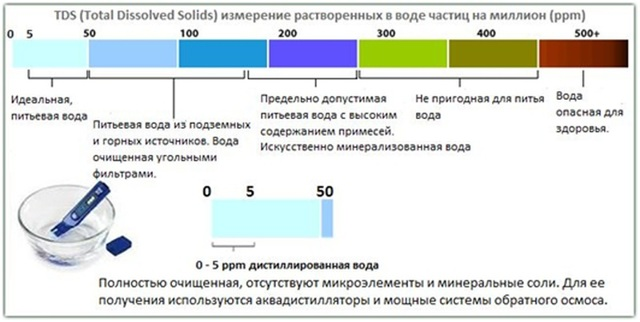 TDS (Total Dissolved Solids) измерение растворенных в воде частиц на миллион (ppm)
0 5 50 100 200 300 400 500+
Идеальная,
питьевая вода
Питьевая вода из подземных
и горных источников. Вода
очищенная угольными
фильтрами.
Предельно допустимая
питьевая вода с высоким
содержанием примесей.
Искусственно минерализованная вода
Не пригодная для питья
вода
Вода
опасная для
здоровья.
0 5 50
0 - 5 ppm дистиллированная вода
Полностью очищенная, отсутствуют микроэлементы и минеральные соли. Для ее
получения используются аквадистилляторы и мощные системы обратного осмоса.